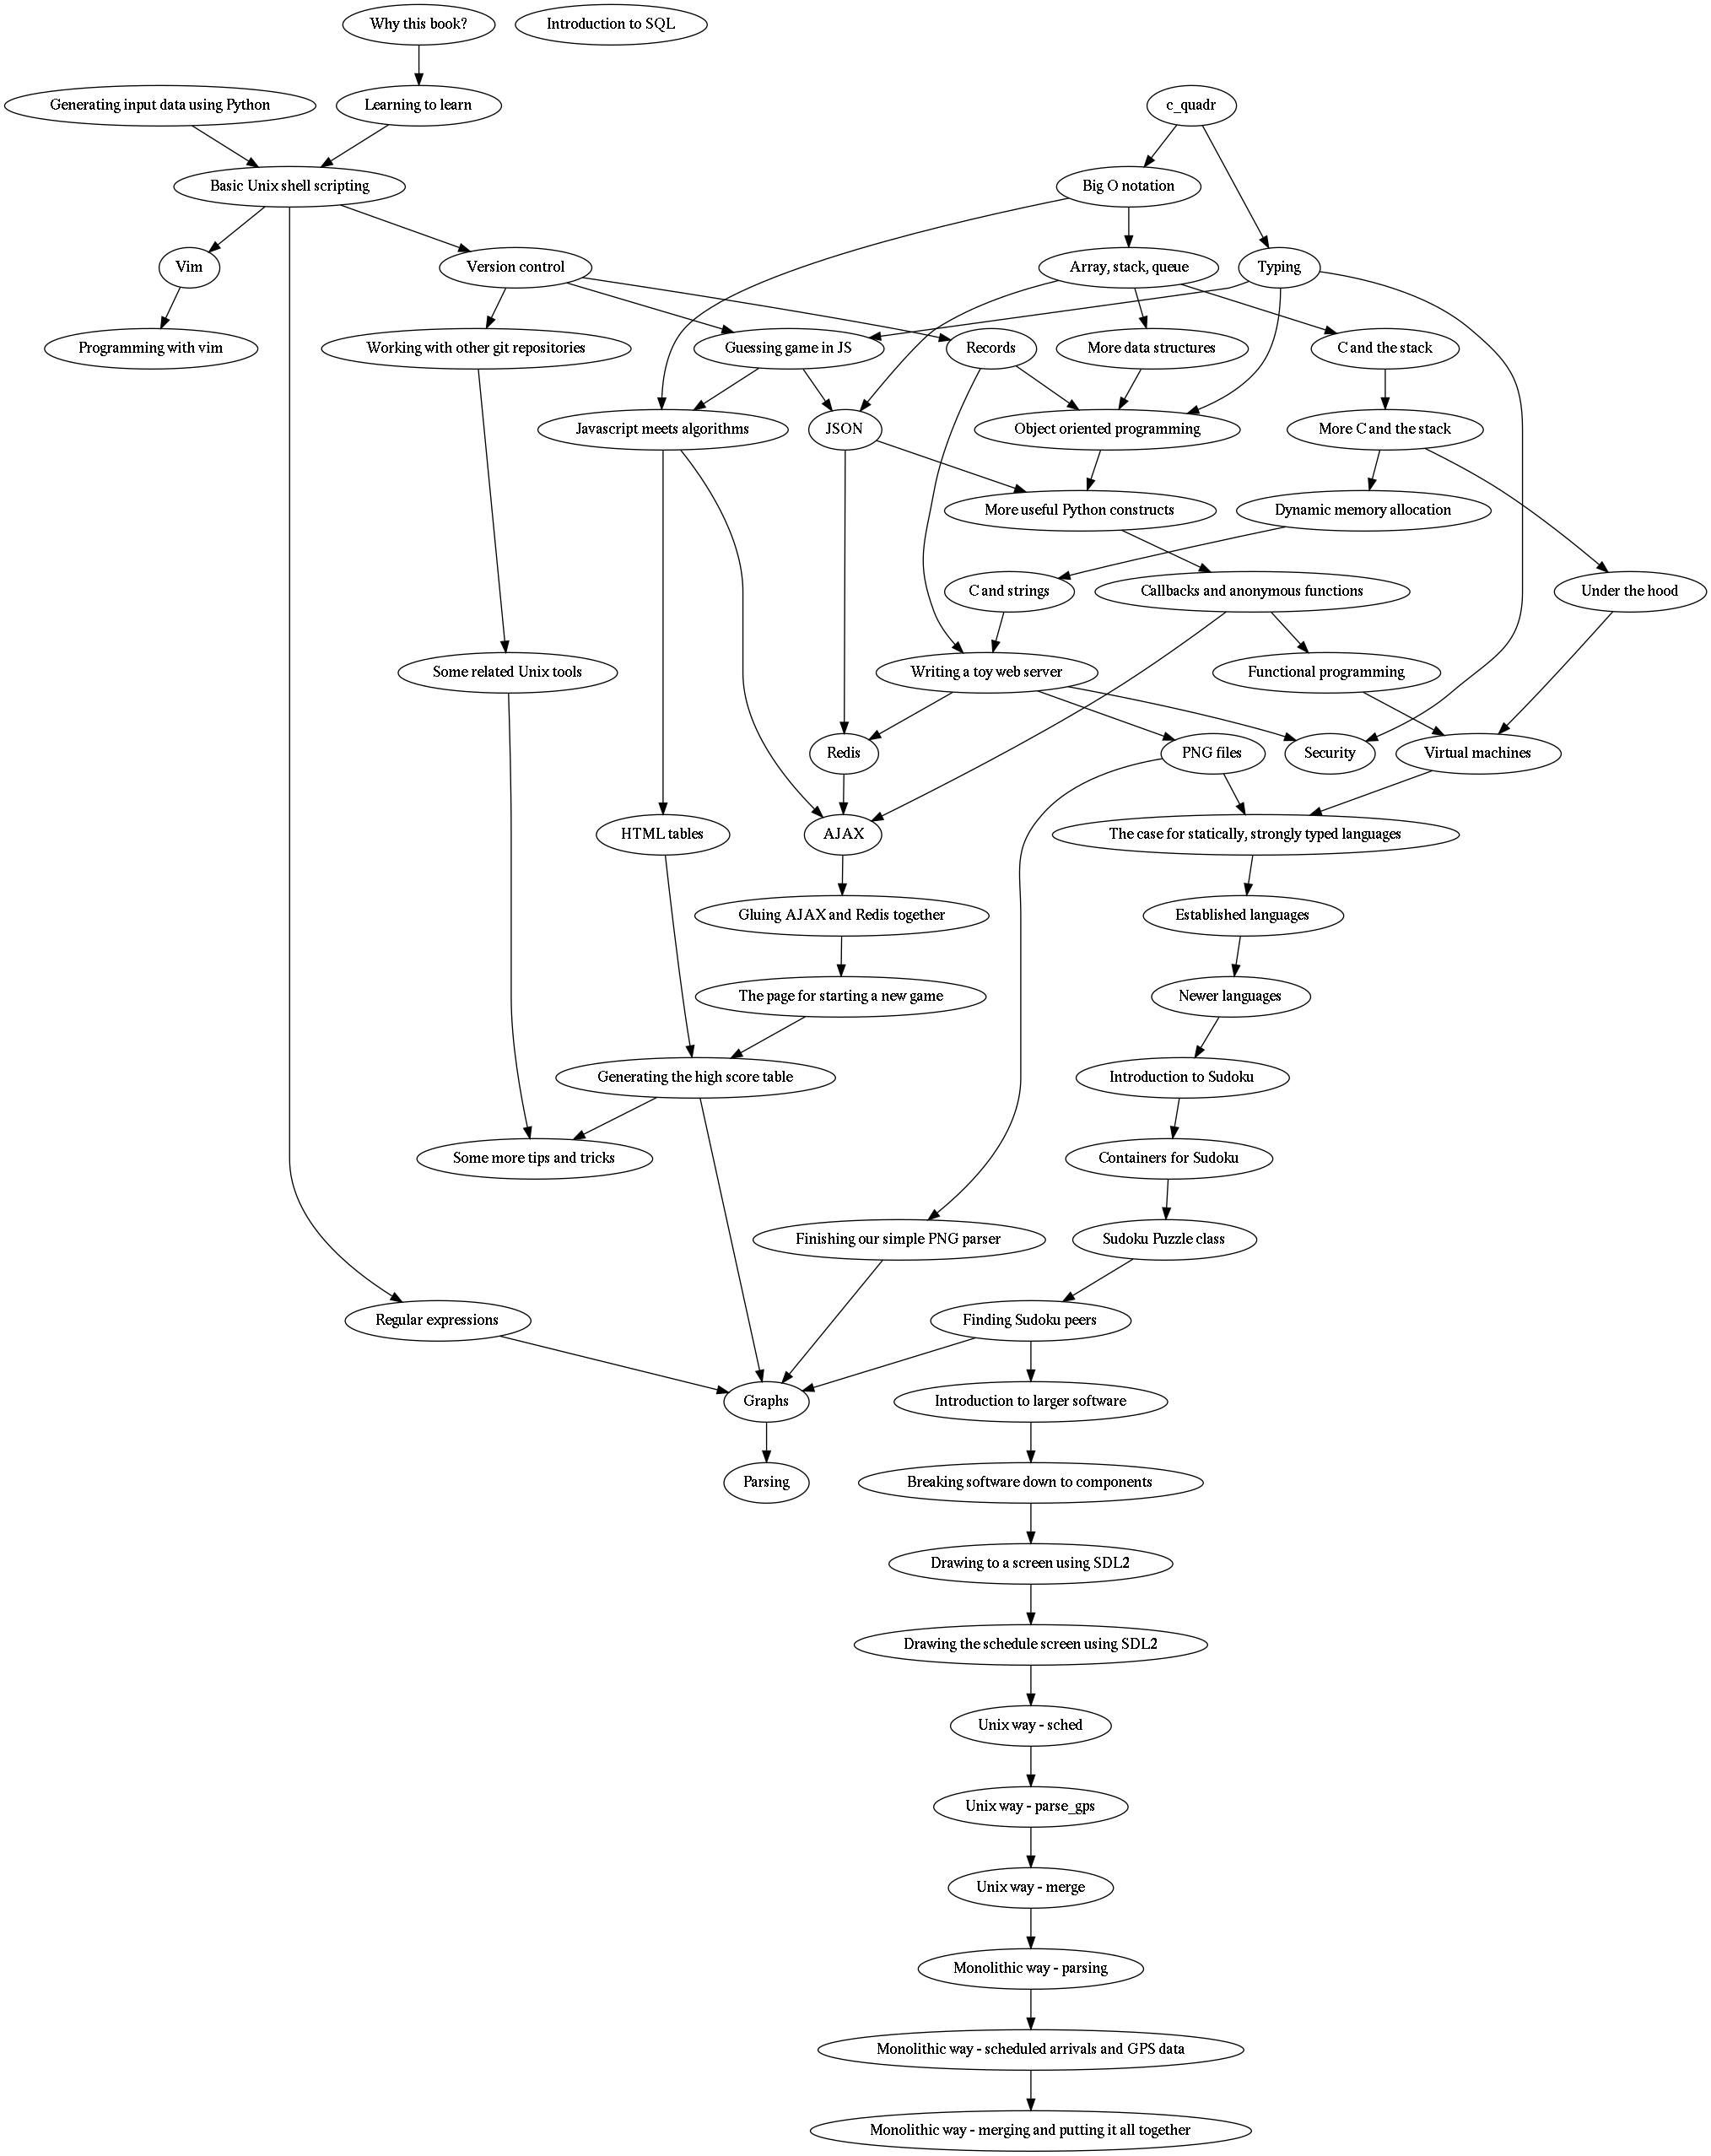 Why this book?
Introduction to SQL
Generating input data using Python
Learning to learn
c_quadr
Basic Unix shell scripting
Big O notation
Vim
Version control
Array, stack, queue
Typing
Programming with vim
Working with other git repositories
Guessing game in JS
Records
More data structures
C and the stack
Javascript meets algorithms
JSON
Object oriented programming
More C and the stack
More useful Python constructs
Dynamic memory allocation
C and strings
Callbacks and anonymous functions
Under the hood
Some related Unix tools
Writing a toy web server
Functional programming
Redis
PNG files
Security
Virtual machines
HTML tables
AJAX
The case for statically, strongly typed languages
Gluing AJAX and Redis together
Established languages
The page for starting a new game
Newer languages
Generating the high score table
Introduction to Sudoku
Some more tips and tricks
Containers for Sudoku
Finishing our simple PNG parser
Sudoku Puzzle class
Regular expressions
Finding Sudoku peers
Graphs
Introduction to larger software
Parsing
Breaking software down to components
Drawing to a screen using SDL2
Drawing the schedule screen using SDL2
Unix way - sched
Unix way - parse_gps
Unix way - merge
Monolithic way - parsing
Monolithic way - scheduled arrivals and GPS data
Monolithic way - merging and putting it all together